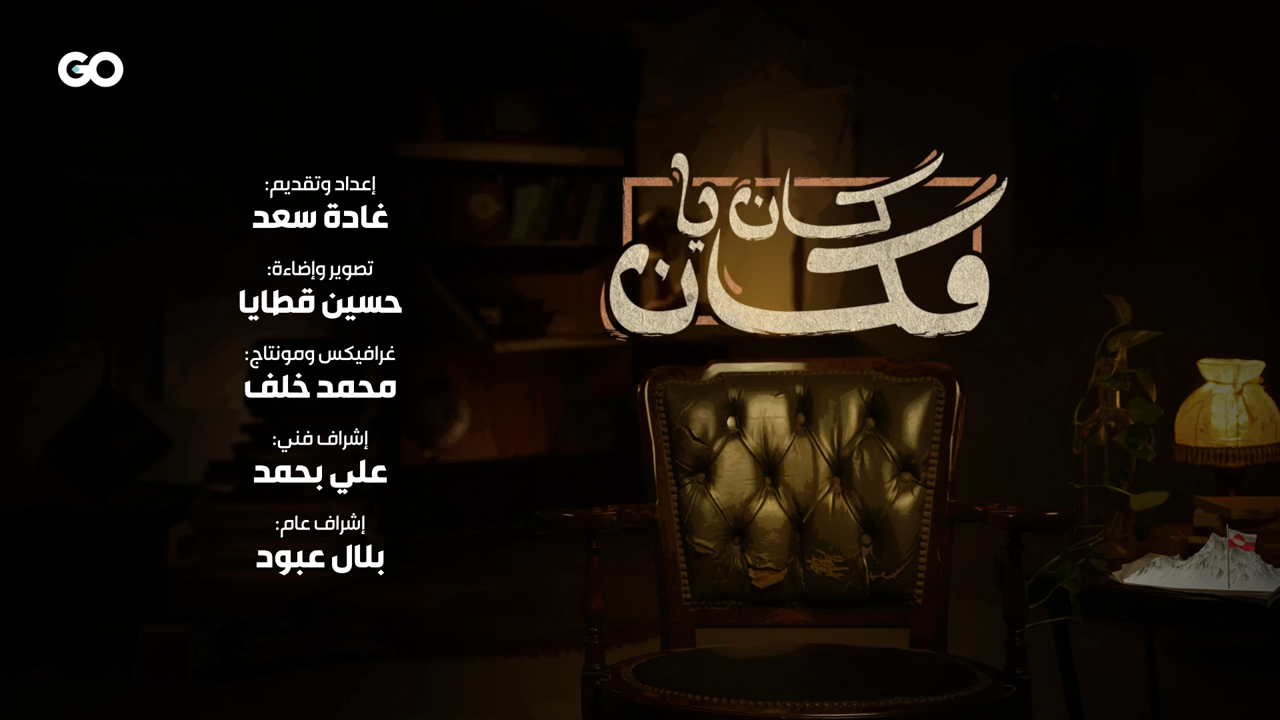 GO
كان يا
فكان
إعداد وتقديم:
غادة سعد
تصوير وإضاءة:
حسين قطايا
غرافيكس ومونتاج:
محمد خلف
إشراف فني:
علي بحمد
إشراف عام:
بلال عبود